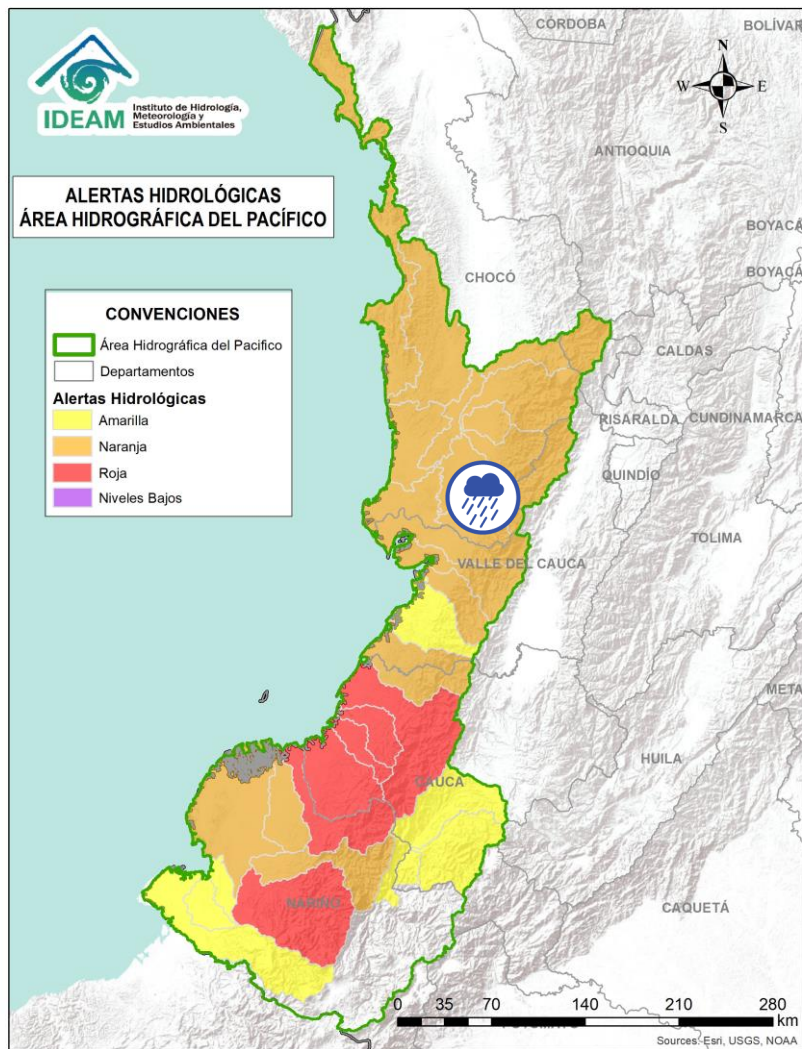 IDEAM
Instituto de Hidrología,
Meteorología y
Estudios Ambientales
ALERTAS HIDROLÓGICAS
ÁREA HIDROGRÁFICA DEL PACÍFICO
CONVENCIONES
Área Hidrográfica del Pacifico
Departamentos
Alertas Hidrológicas
Amarilla
Naranja
Roja
Niveles Bajos
N
W E
S
CÓRDOBA
BOLÍVAR
ANTIOQUIA
BOYACÁ
BOYACÁ
CHOCÓ
CALDAS
RISARALDA
CUNDINAMARCA
QUINDÍO
TOLIMA
VALLE DEL CAUCA
META
HUILA
CAUCA
NARIÑO
CAQUETÁ
0 35 70 140 210 280
km
Sources: Esri, USGS, NOAA